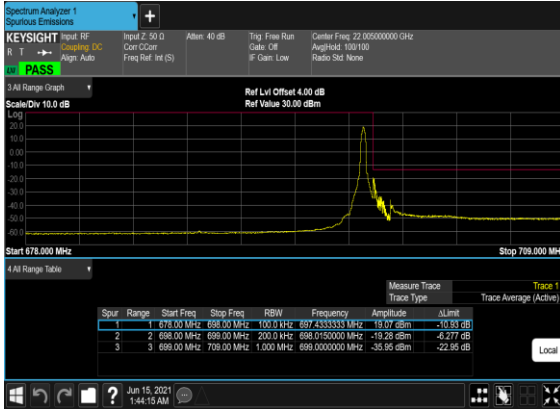 Spectrum Analyzer 1
Spurious Emissions
KEYSIGHT Input: RF Input Z: 50 Ω Atten: 40 dB Trig: Free Run Center Freq: 22.005000000 GHz
R T Coupling: DC Corr CCorr Gate: Off Avg|Hold: 100/100
Align: Auto Freq Ref: Int (S) IF Gain: Low Radio Std: None
PASS
3 All Range Graph
Ref Lvl Offset 4.00 dB
Scale/Div 10.0 dB Ref Value 30.00 dBm
Log
20.0
10.0
0.00
-10.0
-20.0
-30.0
-40.0
-50.0
-60.0
Start 678.000 MHz Stop 709.000 MH
4 All Range Table
Measure Trace Trace 1
Trace Type Trace Average (Active)
Spur Range Start Freq Stop Freq RBW Frequency Amplitude ΔLimit
1 1 678.00 MHz 698.00 MHz 100.0 kHz 697.4333333 MHz 19.07 dBm -10.93 dB
2 2 698.00 MHz 699.00 MHz 200.0 kHz 698.0150000 MHz -19.28 dBm -6.277 dB
3 3 699.00 MHz 709.00 MHz 1.000 MHz 699.0000000 MHz -35.95 dBm -22.95 dB
Local
Jun 15, 2021
1:44:15 AM